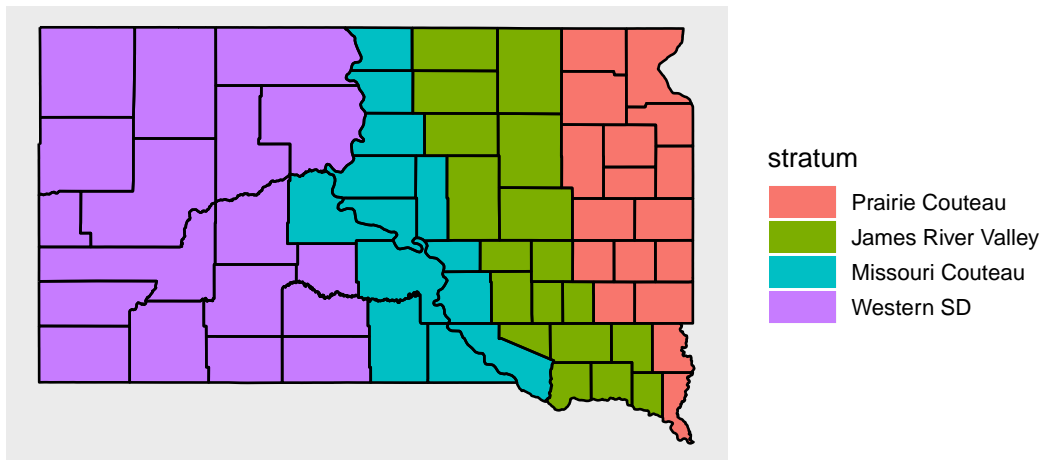 stratum
Prairie Couteau
James River Valley
Missouri Couteau
Western SD